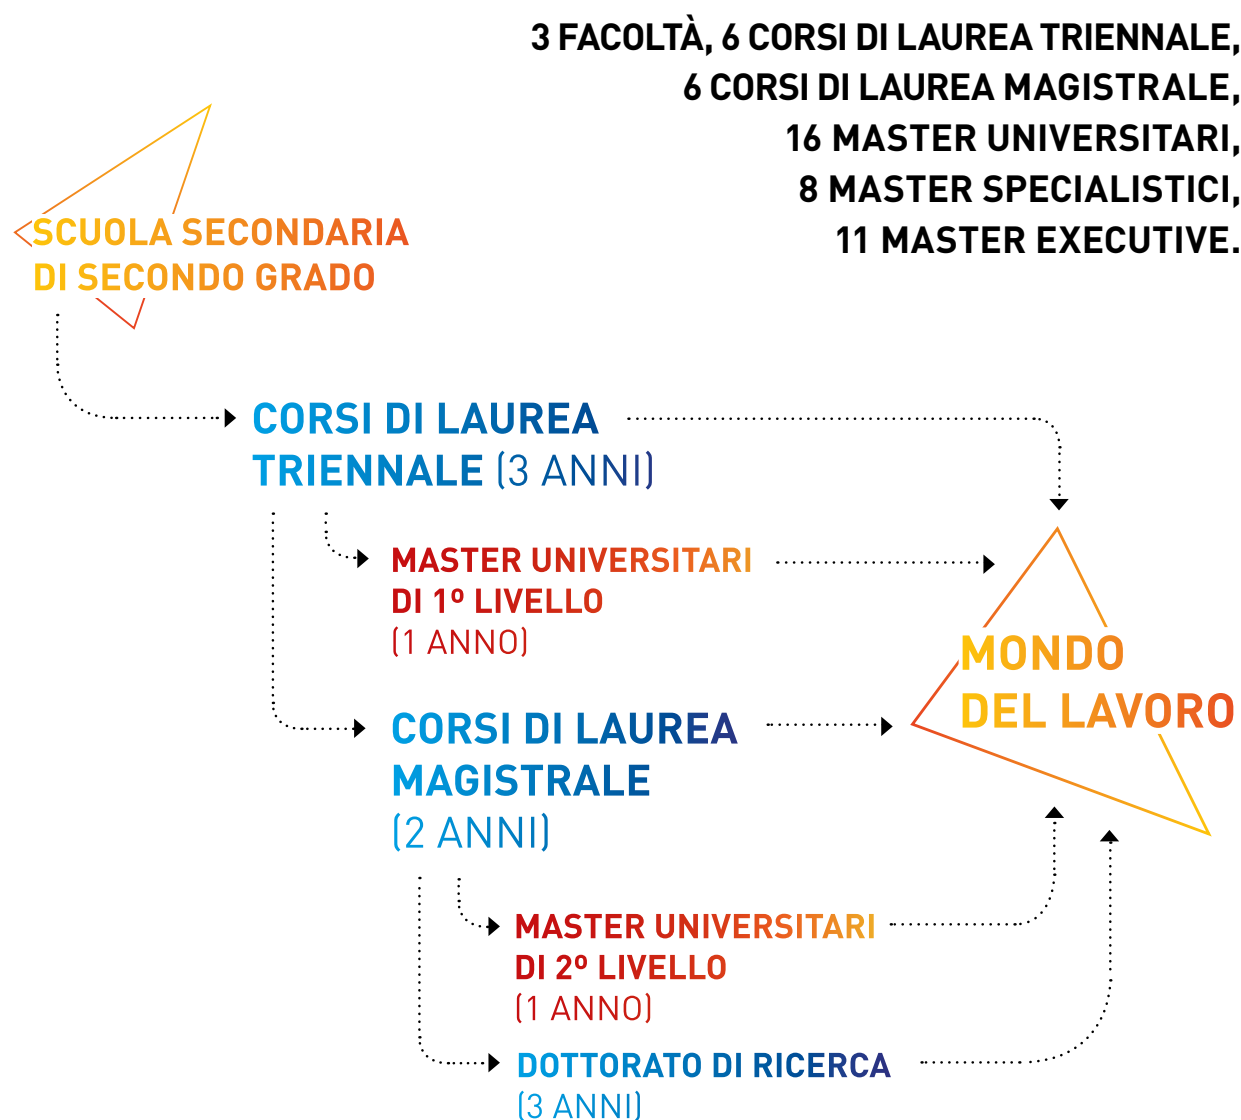 3 FACOLTÀ, 6 CORSI DI LAUREA TRIENNALE,
6 CORSI DI LAUREA MAGISTRALE,
16 MASTER UNIVERSITARI,
8 MASTER SPECIALISTICI,
11 MASTER EXECUTIVE.
SCUOLA SECONDARIA
DI SECONDO GRADO
CORSI DI LAUREA
TRIENNALE (3 ANNI)
MASTER UNIVERSITARI
DI 1º LIVELLO
(1 ANNO)
MONDO
DEL LAVORO
CORSI DI LAUREA
MAGISTRALE
(2 ANNI)
MASTER UNIVERSITARI
DI 2º LIVELLO
(1 ANNO)
DOTTORATO DI RICERCA
(3 ANNI)